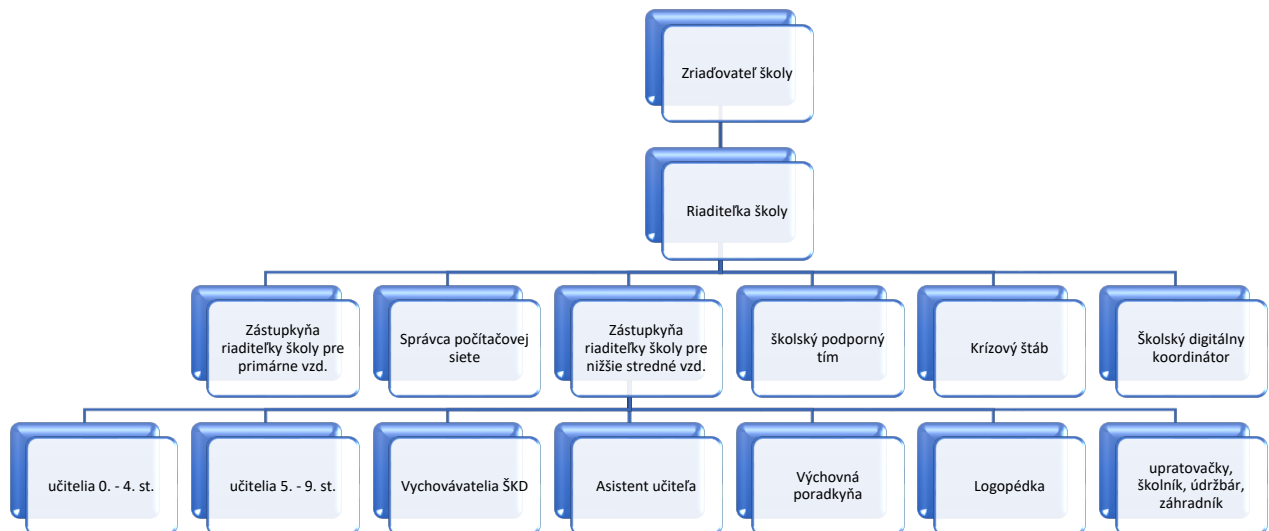 Zriaďovateľ školy
Riaditeľka školy
Zástupkyňa
riaditeľky školy pre
primárne vzd.
Správca počítačovej
siete
Zástupkyňa
riaditeľky školy pre
nižšie stredné vzd.
školský podporný
tím
Krízový štáb
Školský digitálny
koordinátor
učitelia 0. - 4. st.
učitelia 5. - 9. st.
Vychovávatelia ŠKD
Asistent učiteľa
Výchovná
poradkyňa
Logopédka
upratovačky,
školník, údržbár,
záhradník